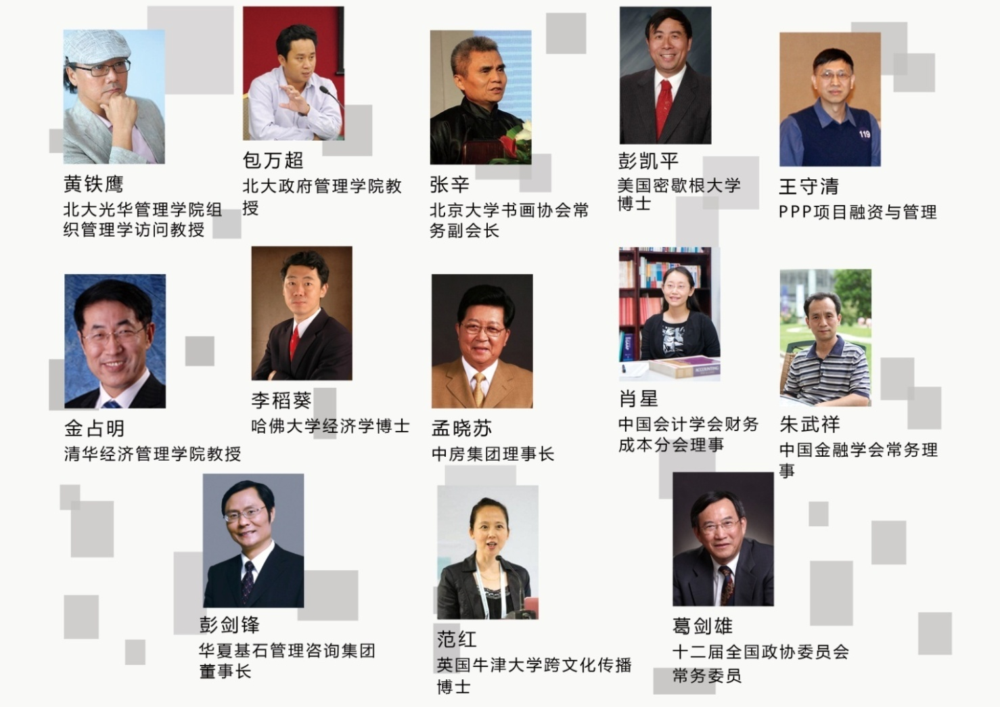 黄铁鹰
北大光华管理学院组
织管理学访问教授
包万超
北大政府管理学院教
授
张辛
北京大学书画协会常
务副会长
彭凯平
美国密歇根大学
博士
119
王守清
PPP项目融资与管理
金占明
清华经济管理学院教授
李稻葵
哈佛大学经济学博士
孟晓苏
中房集团理事长
ACCOUNTING
肖星
中国会计学会财务
成本分会理事
朱武祥
中国金融学会常务理
事
彭剑锋
华夏基石管理咨询集团
董事长
范红
英国牛津大学跨文化传播
博士
葛剑雄
十二届全国政协委员会
常务委员